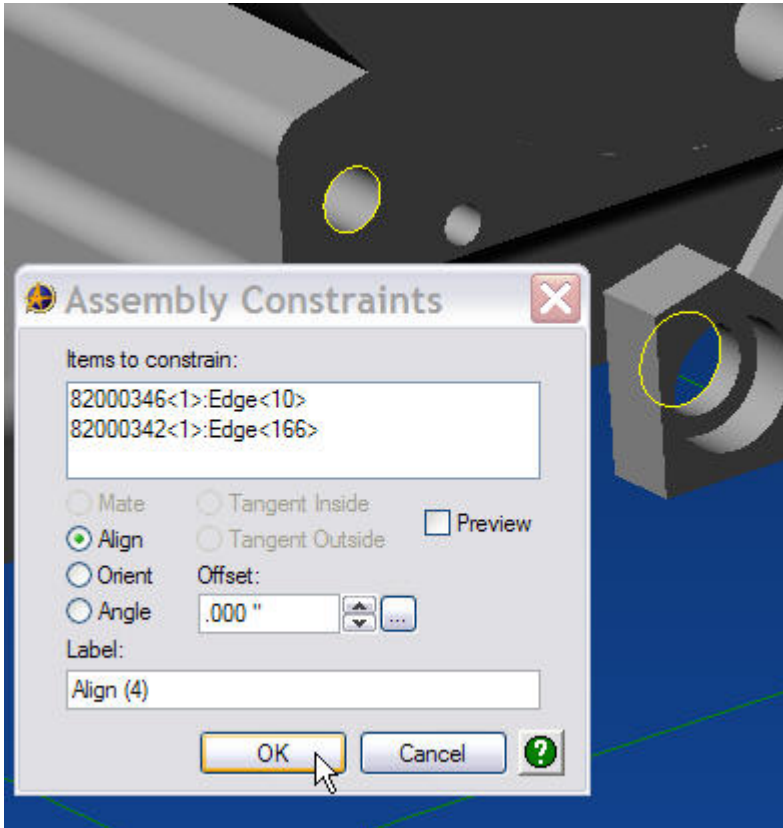 Assembly Constraints
Items to constrain:
82000346<1>:Edge<10>
82000342<1>:Edge<166>
Mate
Tangent Inside
Preview
Align
Tangent Outside
Orient
Offset:
Angle
.000 "
...
Label:
Align (4)
OK
Cancel
?